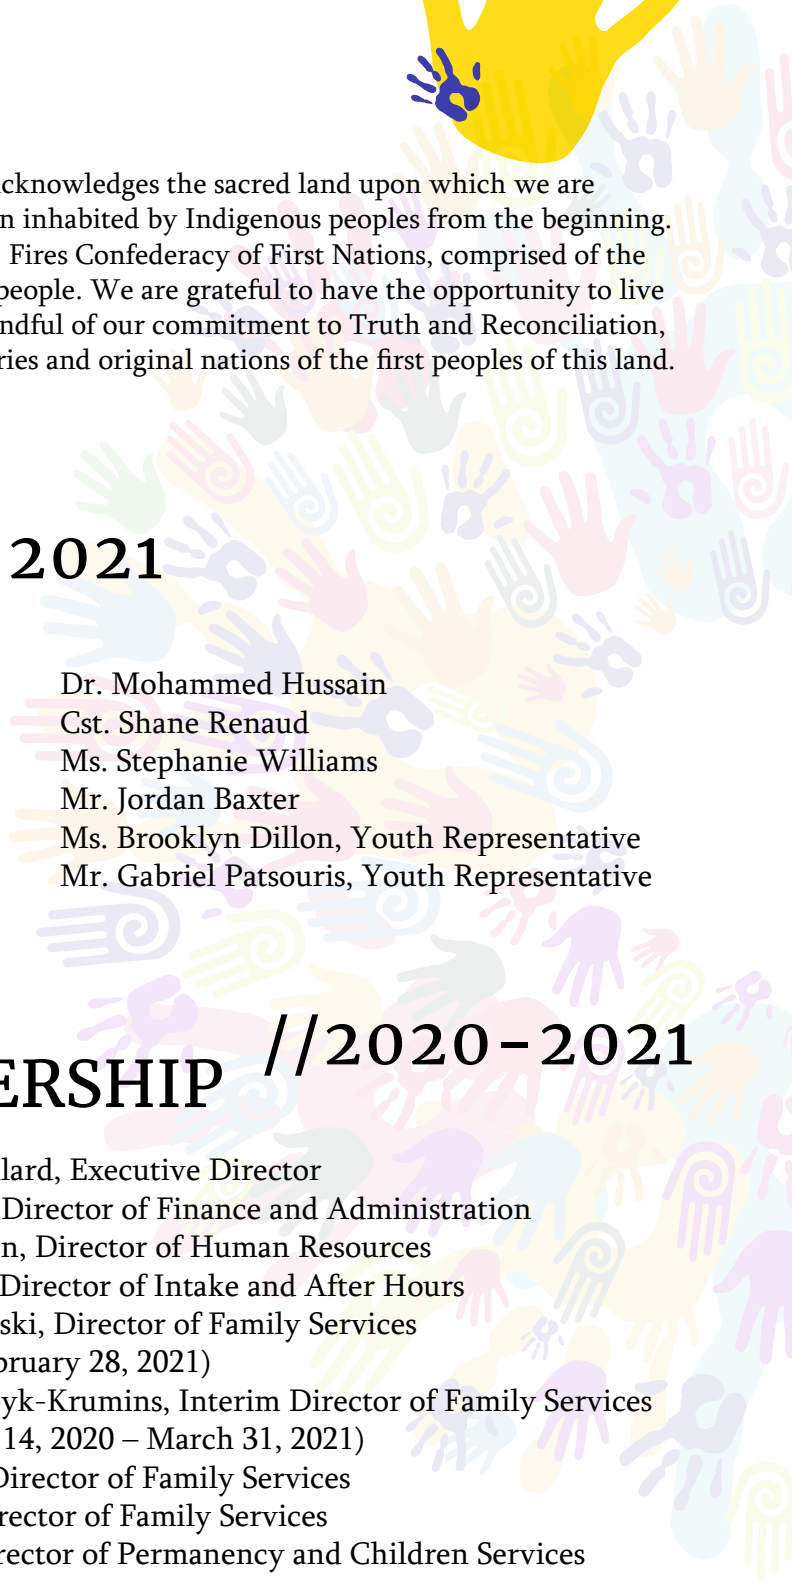 cknowledges the sacred land upon which we are
n inhabited by Indigenous peoples from the beginning.
Fires Confederacy of First Nations, comprised of the
people. We are grateful to have the opportunity to live
ndful of our commitment to Truth and Reconciliation,
ries and original nations of the first peoples of this land.
2021
Dr. Mohammed Hussain
Cst. Shane Renaud
Ms. Stephanie Williams
Mr. Jordan Baxter
Ms. Brooklyn Dillon, Youth Representative
Mr. Gabriel Patsouris, Youth Representative
//2020-2021
ERSHIP
lard, Executive Director
Director of Finance and Administration
n, Director of Human Resources
Director of Intake and After Hours
ski, Director of Family Services
bruary 28, 2021)
yk-Krumins, Interim Director of Family Services
14, 2020 – March 31, 2021)
Director of Family Services
rector of Family Services
rector of Permanency and Children Services